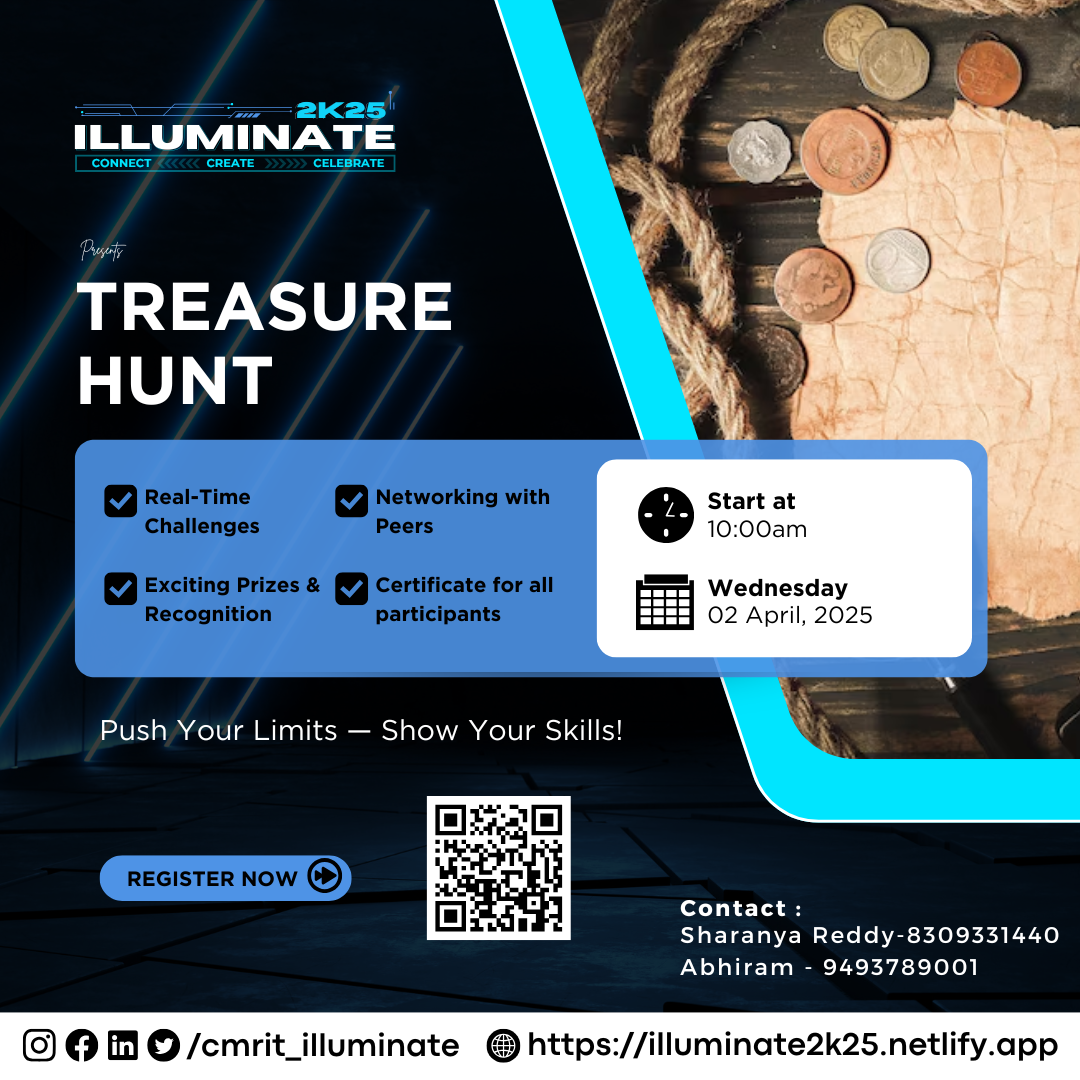 2K25
ILLUMINATE
CONNECT <<<<< CREATE >>>>> CELEBRATE
Presents
TREASURE
HUNT
Real-Time
Challenges
Networking with
Peers
Exciting Prizes &
Recognition
Certificate for all
participants
Start at
10:00am
Wednesday
02 April, 2025
Push Your Limits — Show Your Skills!
REGISTER NOW
Contact :
Sharanya Reddy-8309331440
Abhiram - 9493789001
/cmrit_illuminate
https://illuminate2k25.netlify.app